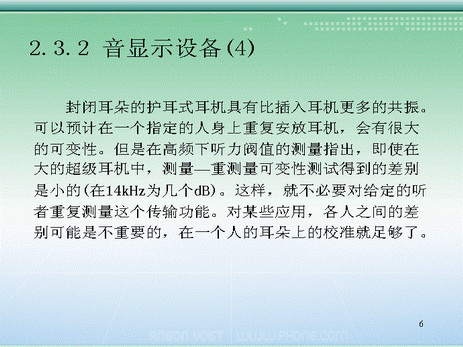 2.3.2 音显示设备(4)
封闭耳朵的护耳式耳机具有比插入耳机更多的共振。
可以预计在一个指定的人身上重复安放耳机，会有很大
的可变性。但是在高频下听力阀值的测量指出，即使在
大的超级耳机中，测量—重测量可变性测试得到的差别
是小的(在14kHz为几个dB)。这样，就不必要对给定的听
者重复测量这个传输功能。对某些应用，各人之间的差
别可能是不重要的，在一个人的耳朵上的校准就足够了。
6